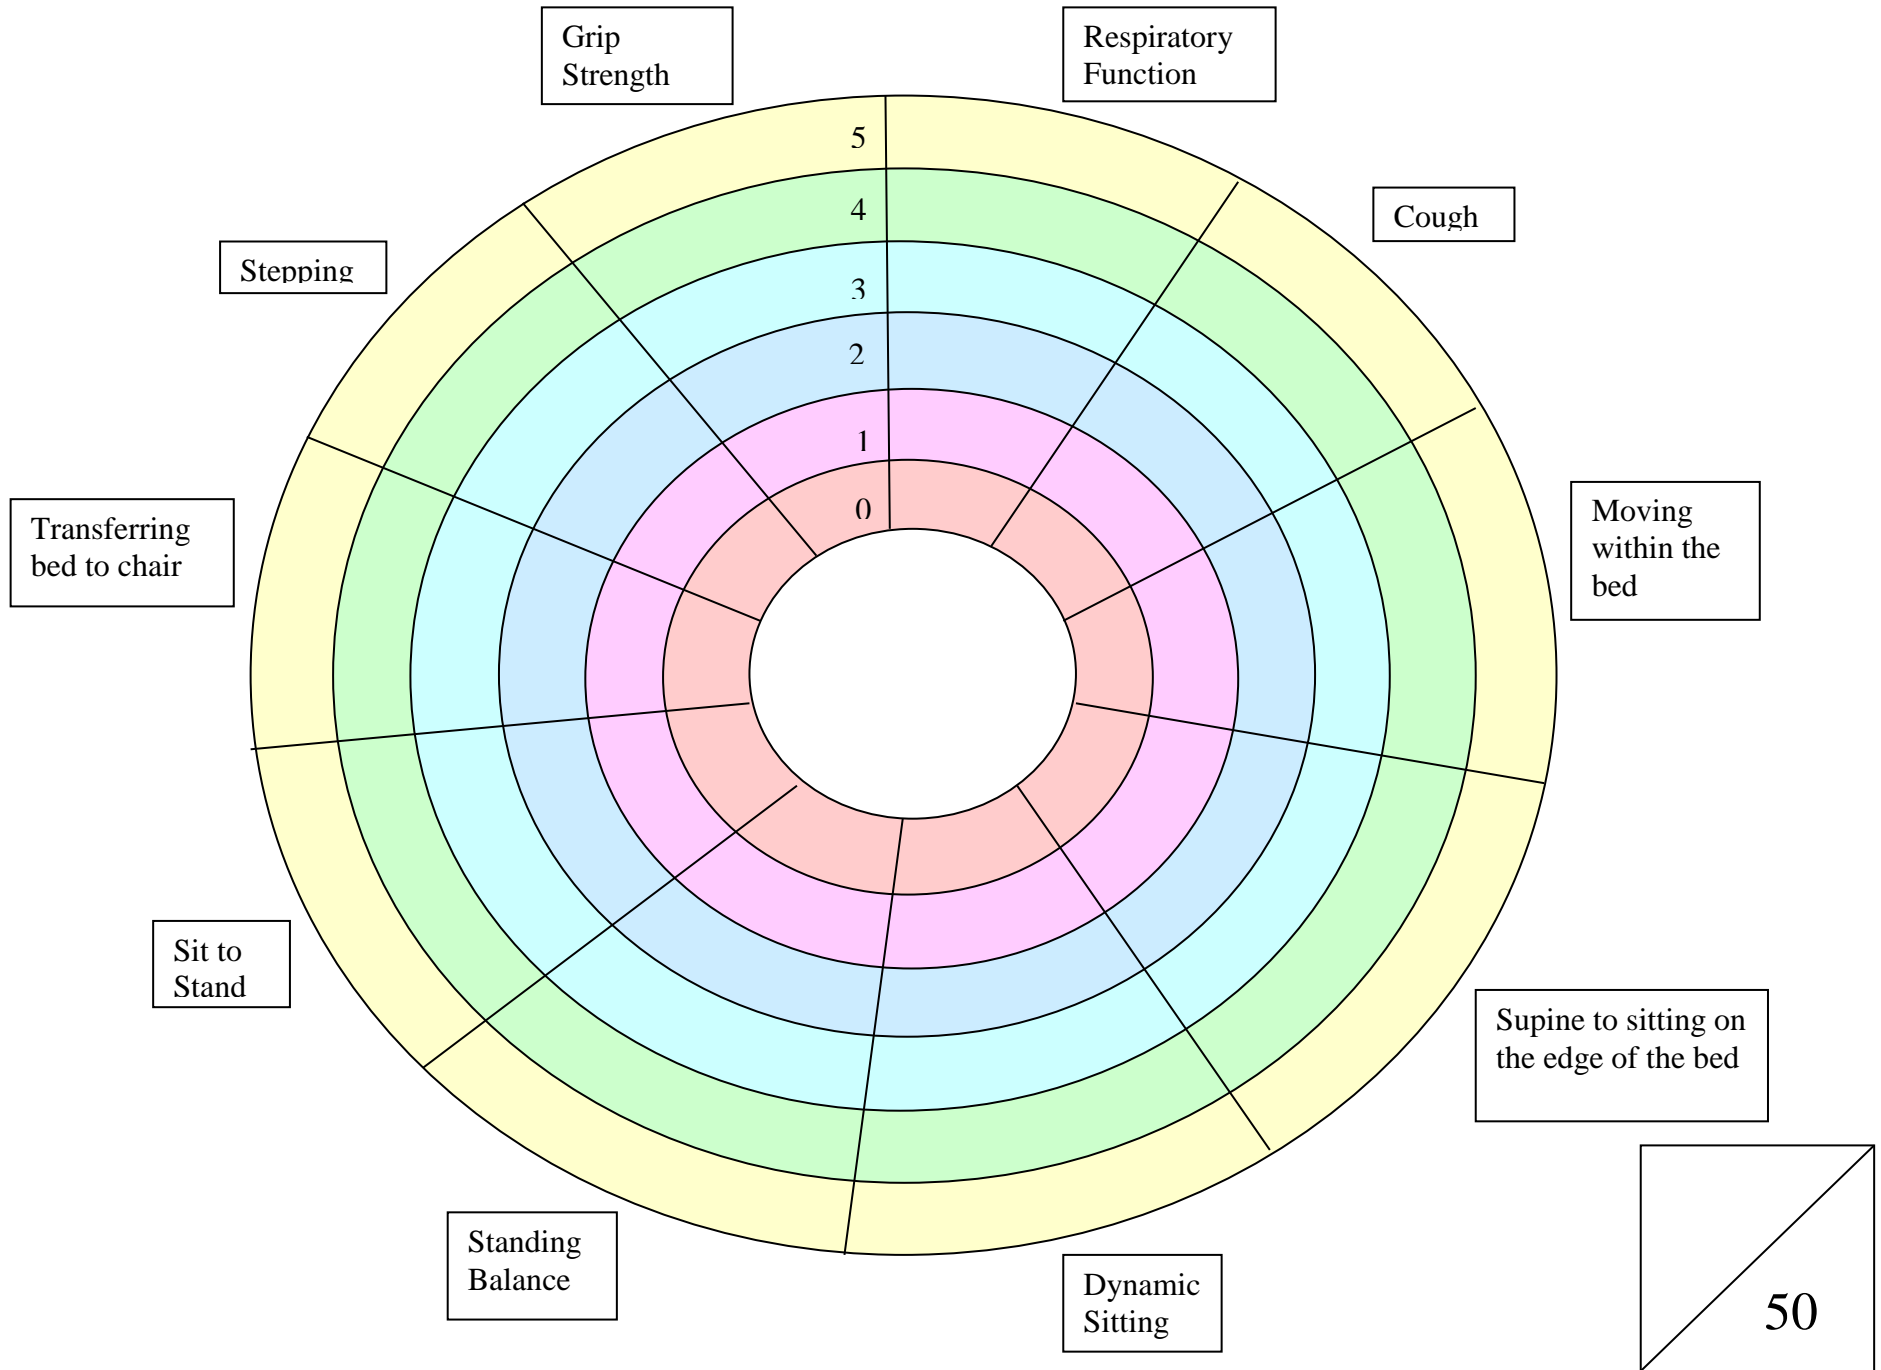 Grip
Strength
Respiratory
Function
5
4
Cough
Stepping
3
2
1
0
Transferring
bed to chair
Moving
within the
bed
Sit to
Stand
Supine to sitting on
the edge of the bed
Standing
Balance
Dynamic
Sitting
50